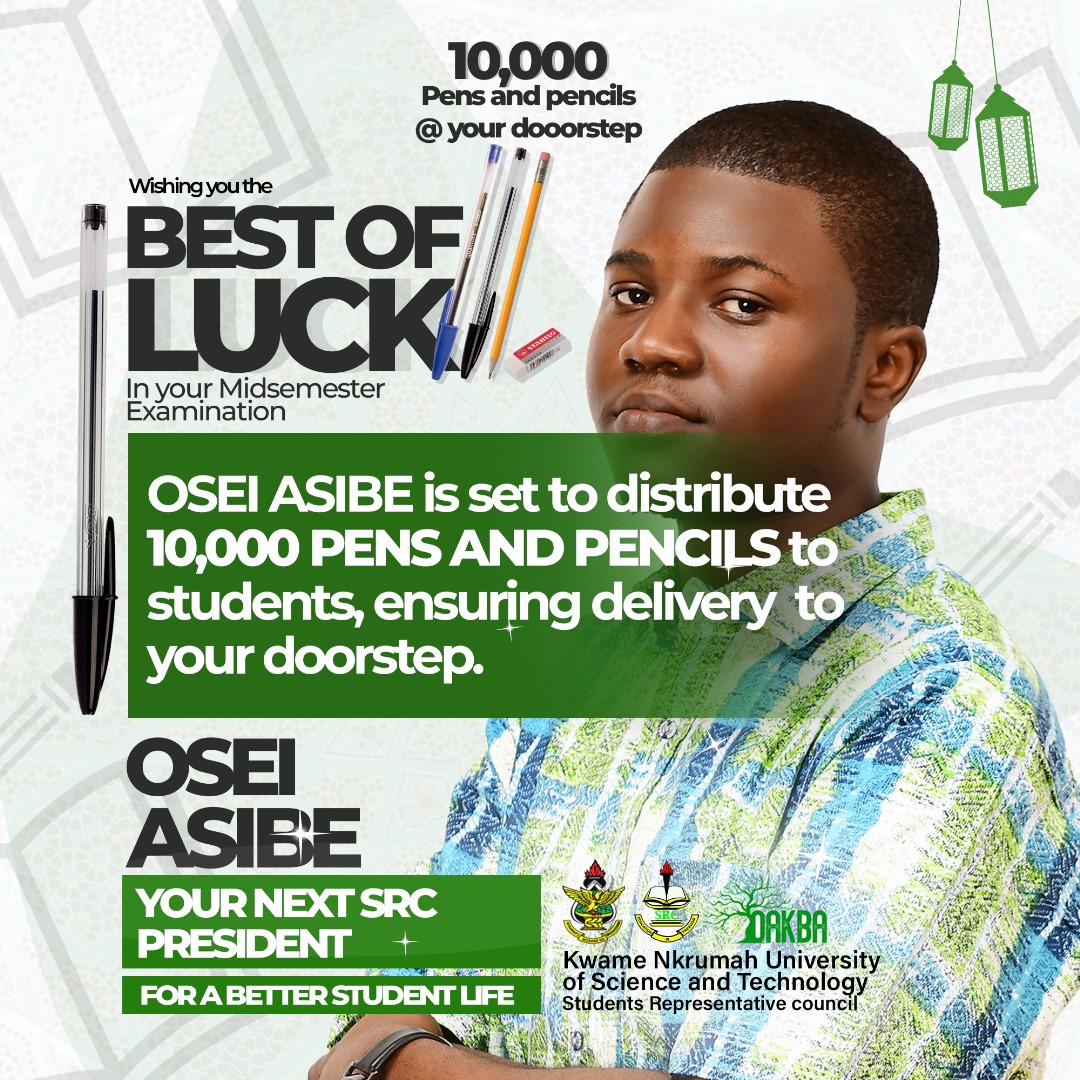 10,000
Pens and pencils
@ your dooorstep
Wishing you the
BEST OF
LUCK
In your Midsemester
Examination
OSEI ASIBE is set to distribute
10,000 PENS AND PENCILS to
students, ensuring delivery to
your doorstep.
OSEI
ASIBE
YOUR NEXT SRC
PRESIDENT
FOR A BETTER STUDENT LIFE
SRC
OAKBA
Kwame Nkrumah University
of Science and Technology
Students Representative council